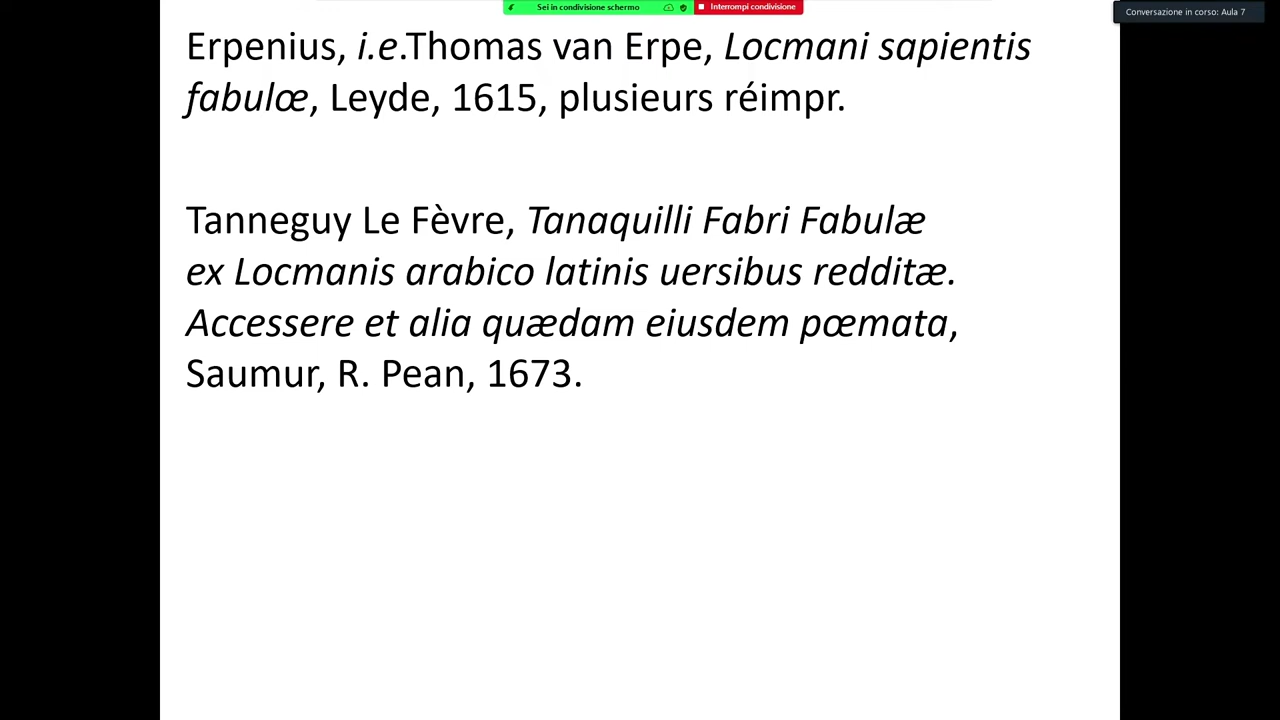 Sei in condivisione schermo
Interrompi condivisione
Conversazione in corso: Aula 7
Erpenius, i.e.Thomas van Erpe, Locmani sapientis
fabulœ, Leyde, 1615, plusieurs réimpr.
Tanneguy Le Fèvre, Tanaquilli Fabri Fabulæ
ex Locmanis arabico latinis uersibus redditæ.
Accessere et alia quædam eiusdem pœmata,
Saumur, R. Pean, 1673.